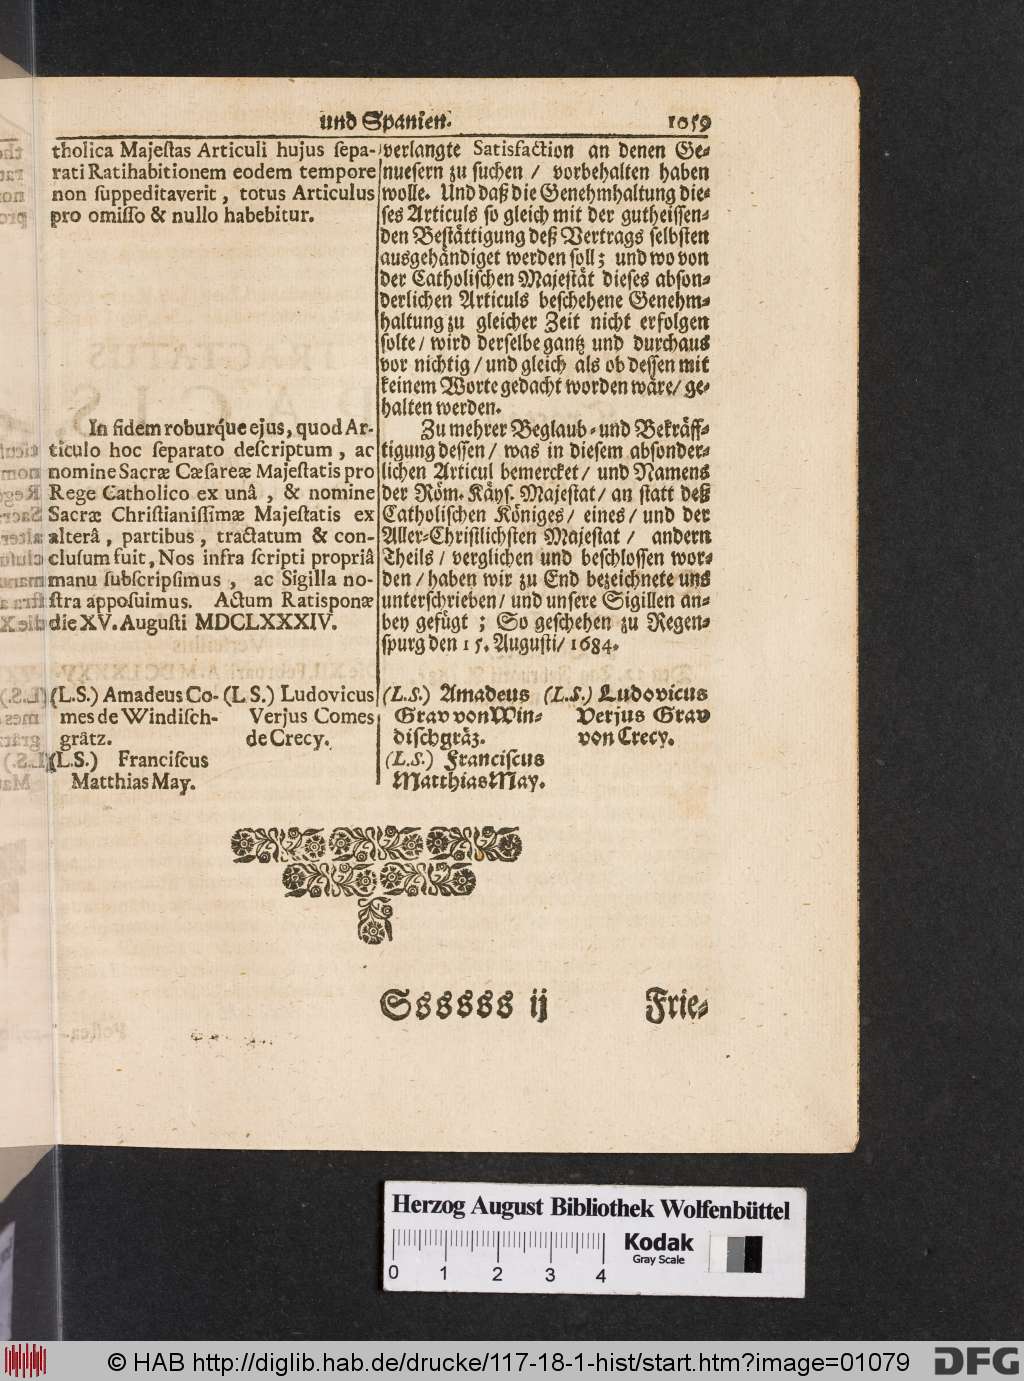 und Spanien.
1059
tholica Majeſtas Articuli hujus ſepa-
rati Ratihabitionem eodem tempore
non ſuppeditaverit, totus Articulus
pro omiſſo & nullo habebitur.
In fidem roburq́ue ejus, quod Ar-
ticulo hoc ſeparato deſcriptum, ac
nomine Sacræ Cæſareæ Majeſtatis pro
Rege Catholico ex unâ, & nomine
Sacræ Chriſtianiſſimæ Majeſtatis ex
alterâ, partibus, tractatum & con-
cluſum fuit, Nos infra ſcripti propriâ
manu ſubſcripſimus, ac Sigilla no-
ſtra appoſuimus. Actum Ratisponæ
die XV. Auguſti MDCLXXXIV.
(L.S.) Amadeus Co-
mes de Windiſch-
grätz.
(L.S.) Franciſcus
Matthias May.
(L S.) Ludovicus
Verjus Comes
de Crecy.
verlangte Satisfaction an denen Ge-
nueſern zu ſuchen / vorbehalten haben
wolle. Und daß die Genehmhaltung die-
ſes Articuls ſo gleich mit der gutheiſſen-
den Beſtättigung deß Vertrags ſelbſten
ausgehändiget werden ſoll; und wo von
der Catholiſchen Majeſtät dieſes abſon-
derlichen Articuls beſchehene Genehm-
haltung zu gleicher Zeit nicht erfolgen
ſolte / wird derſelbe gantz und durchaus
vor nichtig / und gleich als ob deſſen mit
keinem Worte gedacht worden wäre / ge-
halten werden.
Zu mehrer Beglaub- und Bekräff-
tigung deſſen / was in dieſem abſonder-
lichen Articul bemercket / und Namens
der Röm. Käyſ. Majeſtat / an ſtatt deß
Catholiſchen Königes / eines / und der
Aller-Chriſtlichſten Majeſtat / andern
Theils / verglichen und beſchloſſen wor-
den / haben wir zu End bezeichnete uns
unterſchrieben / und unſere Sigillen an-
bey gefügt; So geſchehen zu Regen-
ſpurg den 15. Auguſti / 1684.
(L.S.) Amadeus
Grav von Win-
diſchgräz.
(L.S.) Franciſcus
Matthias May.
(L.S.) Ludovicus
Verjus Grav
von Crecy.
Sſſſſſ ij
Frie-
Herzog August Bibliothek Wolfenbüttel
0 1 2 3 4
Kodak
Gray Scale
© HAB http://diglib.hab.de/drucke/117-18-1-hist/start.htm?image=01079
DFG